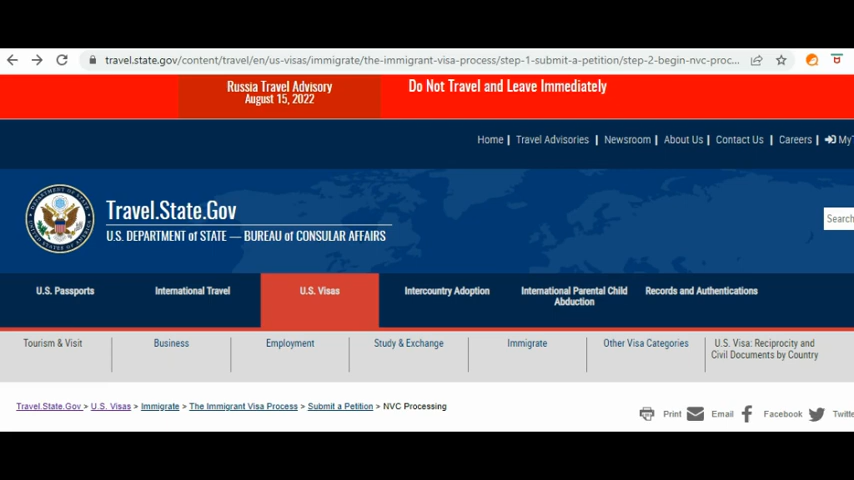 travel.state.gov/content/travel/en/us-visas/immigrate/the-immigrant-visa-process/step-1-submit-a-petition/step-2-begin-nvc-proc...
Russia Travel Advisory
August 15, 2022
Do Not Travel and Leave Immediately
Home | Travel Advisories | Newsroom | About Us | Contact Us | Careers | My
Travel.State.Gov
U.S. DEPARTMENT of STATE — BUREAU of CONSULAR AFFAIRS
Search
U.S. Passports
International Travel
U.S. Visas
Intercountry Adoption
International Parental Child
Abduction
Records and Authentications
Tourism & Visit
Business
Employment
Study & Exchange
Immigrate
Other Visa Categories
U.S. Visa: Reciprocity and
Civil Documents by Country
Travel.State.Gov > U.S. Visas > Immigrate > The Immigrant Visa Process > Submit a Petition > NVC Processing
Print Email Facebook Twitte